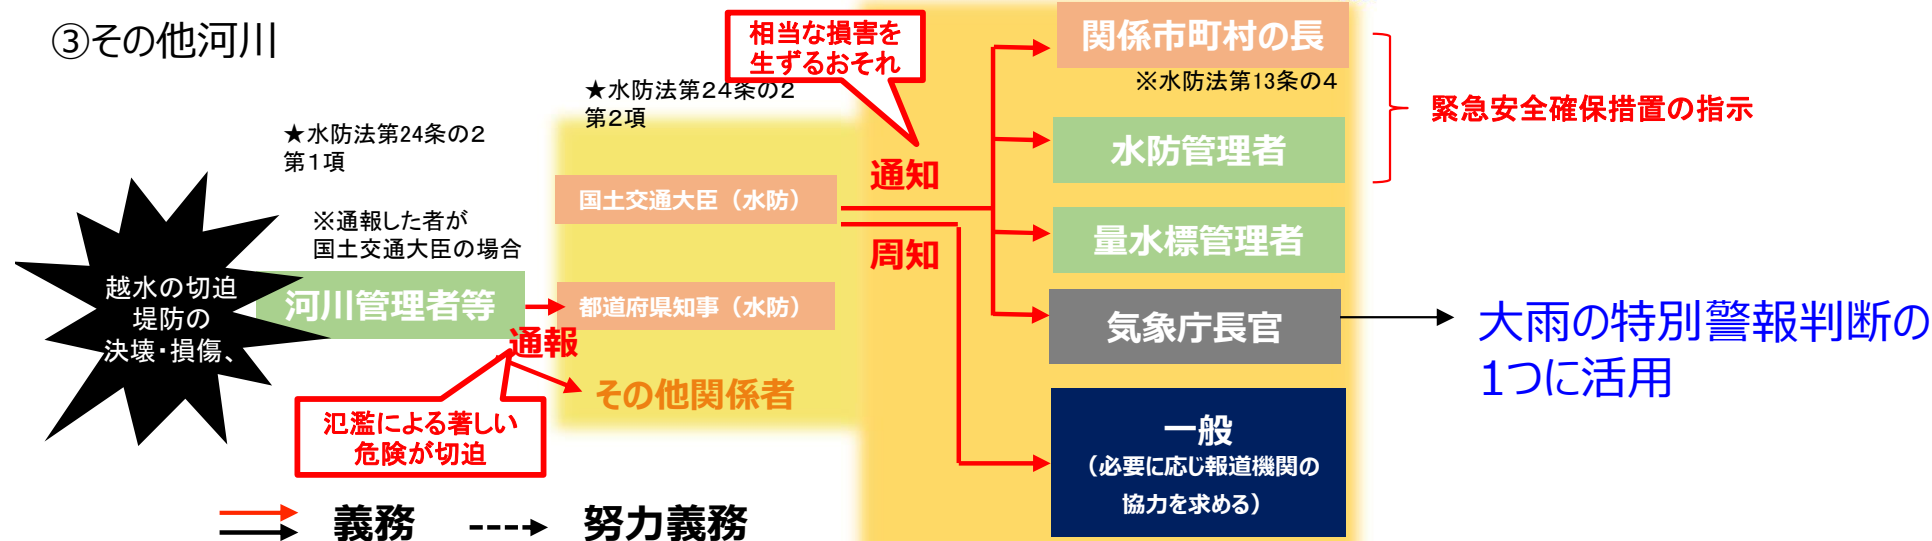 ③その他河川
★水防法第24条の2
第1項
※通報した者が
国土交通大臣の場合
越水の切迫
堤防の
決壊・損傷、
河川管理者等
通報
氾濫による著しい
危険が切迫
★水防法第24条の2
第2項
国土交通大臣（水防）
都道府県知事（水防）
その他関係者
相当な損害を
生ずるおそれ
通知
周知
関係市町村の長
※水防法第13条の4
水防管理者
量水標管理者
気象庁長官
一般
（必要に応じ報道機関の
協力を求める）
緊急安全確保措置の指示
大雨の特別警報判断の
1つに活用
義務
努力義務